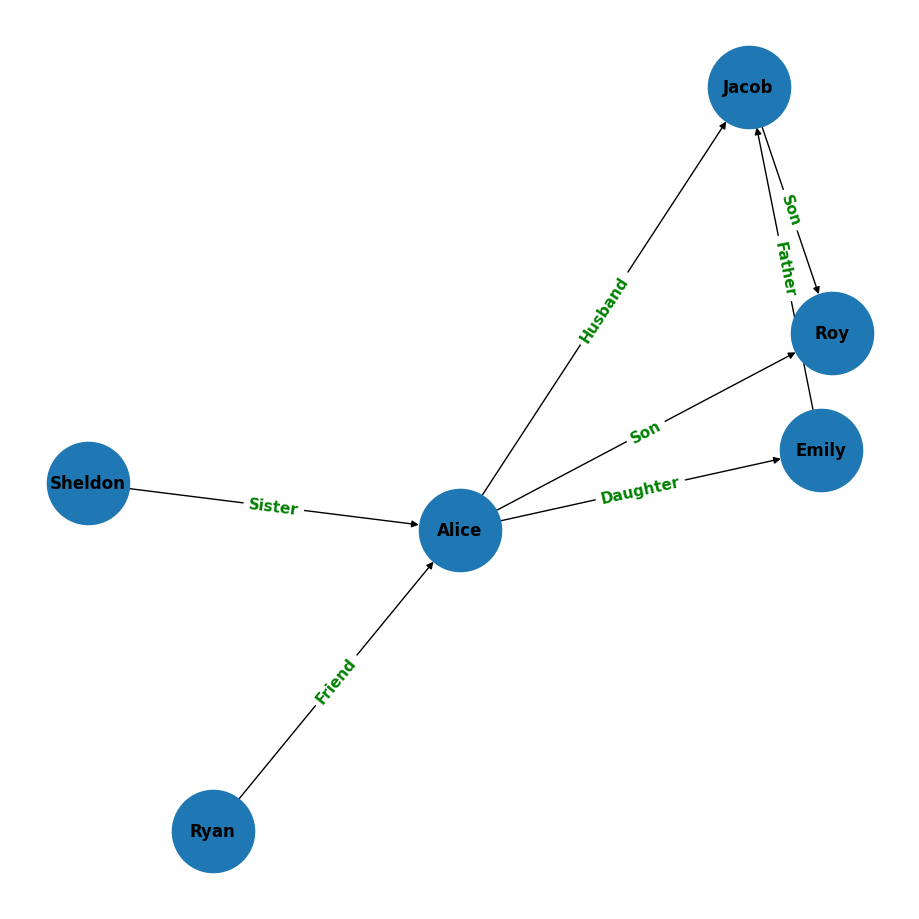 Jacob
Son
Father
Husband
Roy
Son
Emily
Daughter
Sheldon
Sister
Alice
Friend
Ryan